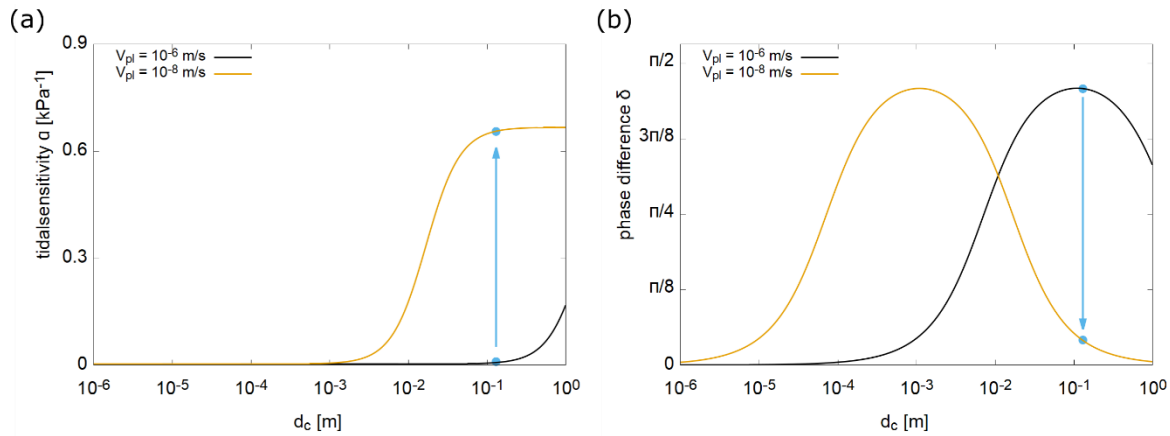 (a)
V_pl = 10^-6 m/s
V_pl = 10^-8 m/s
0.9
0.6
0.3
0
tidalsensitivity α [kPa^-1]
10^-6 10^-5 10^-4 10^-3 10^-2 10^-1 10^0
d_c [m]
(b)
V_pl = 10^-6 m/s
V_pl = 10^-8 m/s
π/2
3π/8
π/4
π/8
0
phase difference δ
10^-6 10^-5 10^-4 10^-3 10^-2 10^-1 10^0
d_c [m]